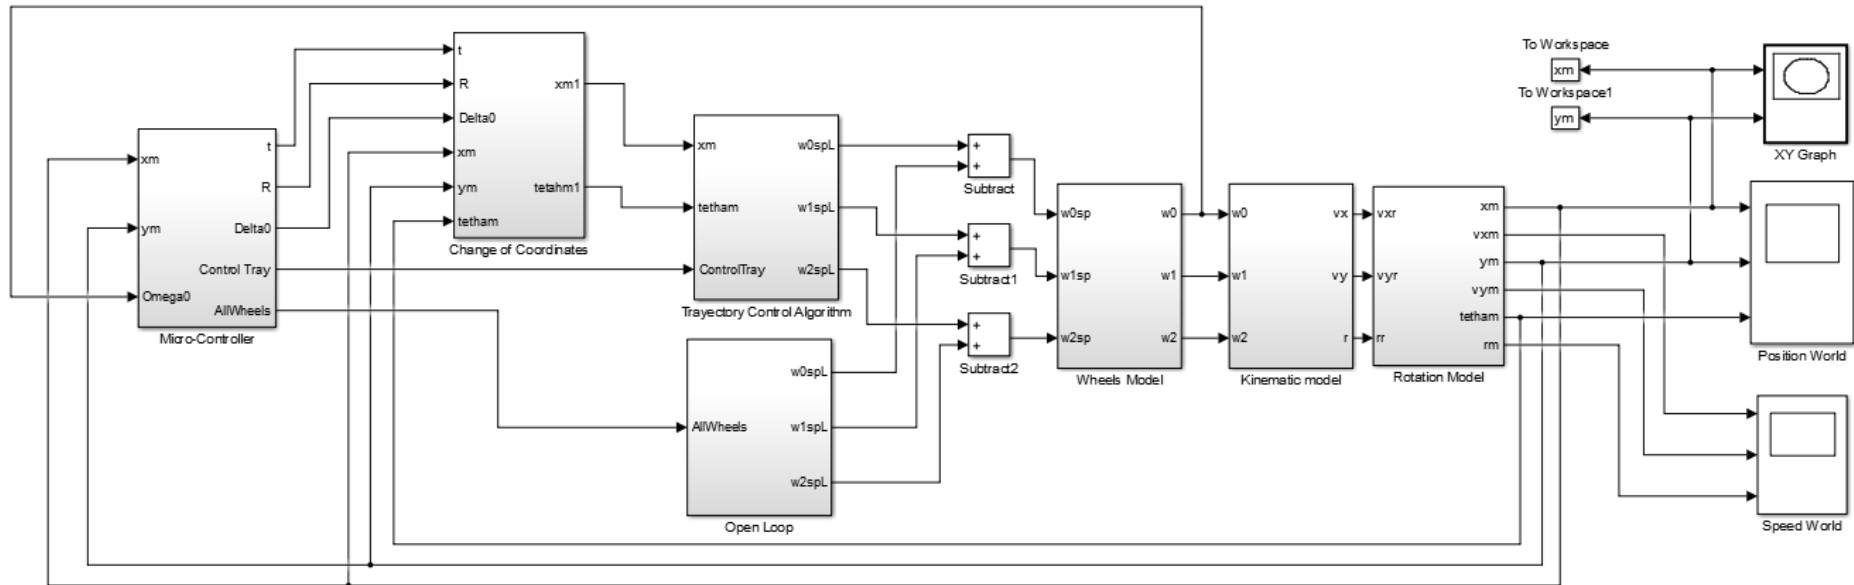 t
R
Delta0
xm
ym
tetham
xm1
tetahm1
Change of Coordinates
xm
ym
Omega0
t
R
Delta0
Control Tray
AllWheels
Micro-Controller
xm
tetham
ControlTray
w0spL
w1spL
w2spL
Trayectory Control Algorithm
AllWheels
w0spL
w1spL
w2spL
Open Loop
+
+
Subtract
+
+
Subtract1
+
+
Subtract2
w0sp
w1sp
w2sp
w0
w1
w2
Wheels Model
w0
w1
w2
vx
vy
r
Kinematic model
vxr
vyr
rr
xm
vxm
ym
vym
tetham
rm
Rotation Model
To Workspace
xm
To Workspace1
ym
XY Graph
Position World
Speed World